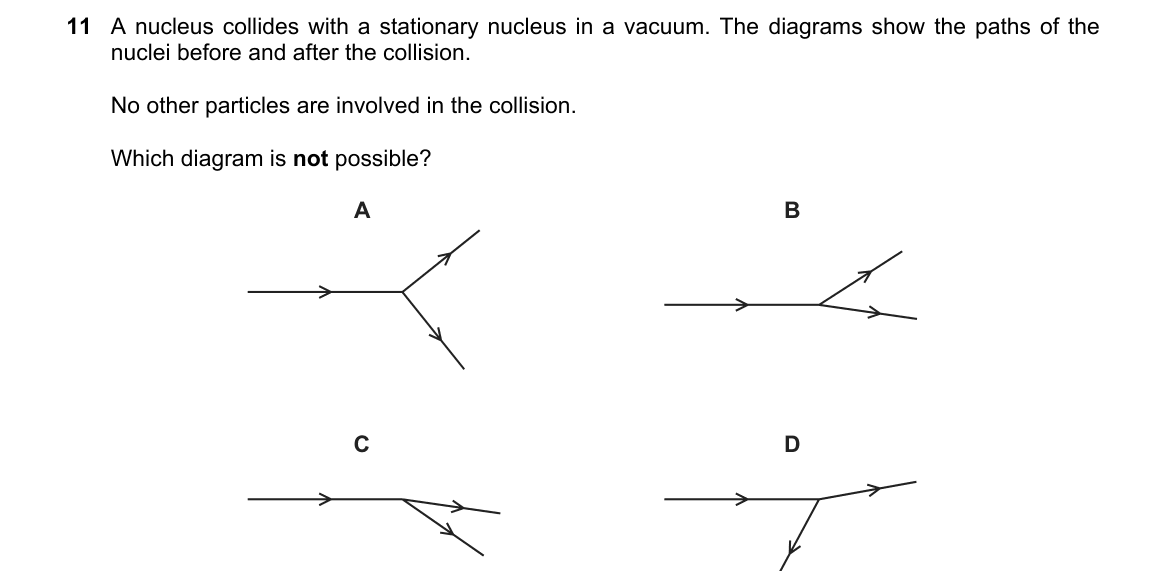 11 A nucleus collides with a stationary nucleus in a vacuum. The diagrams show the paths of the
nuclei before and after the collision.
No other particles are involved in the collision.
Which diagram is not possible?
A
B
C
D